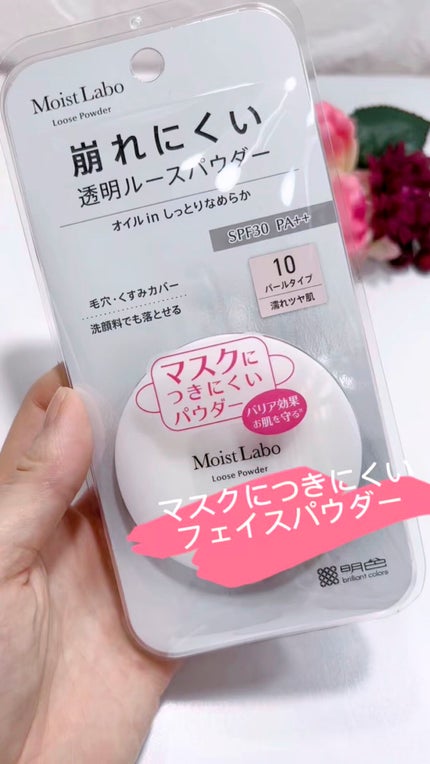 Moist Labo
Loose Powder
崩れにくい
透明ルースパウダー
オイル in しっとりなめらか
SPF30 PA++
10
パールタイプ
濡れツヤ肌
毛穴・くすみカバー
洗顔料でも落とせる
マスクに
つきにくい
パウダー
バリア効果
お肌を守る
Moist Labo
Loose Powder
マスクにつきにくい
フェイスパウダー
明色
brilliant colors